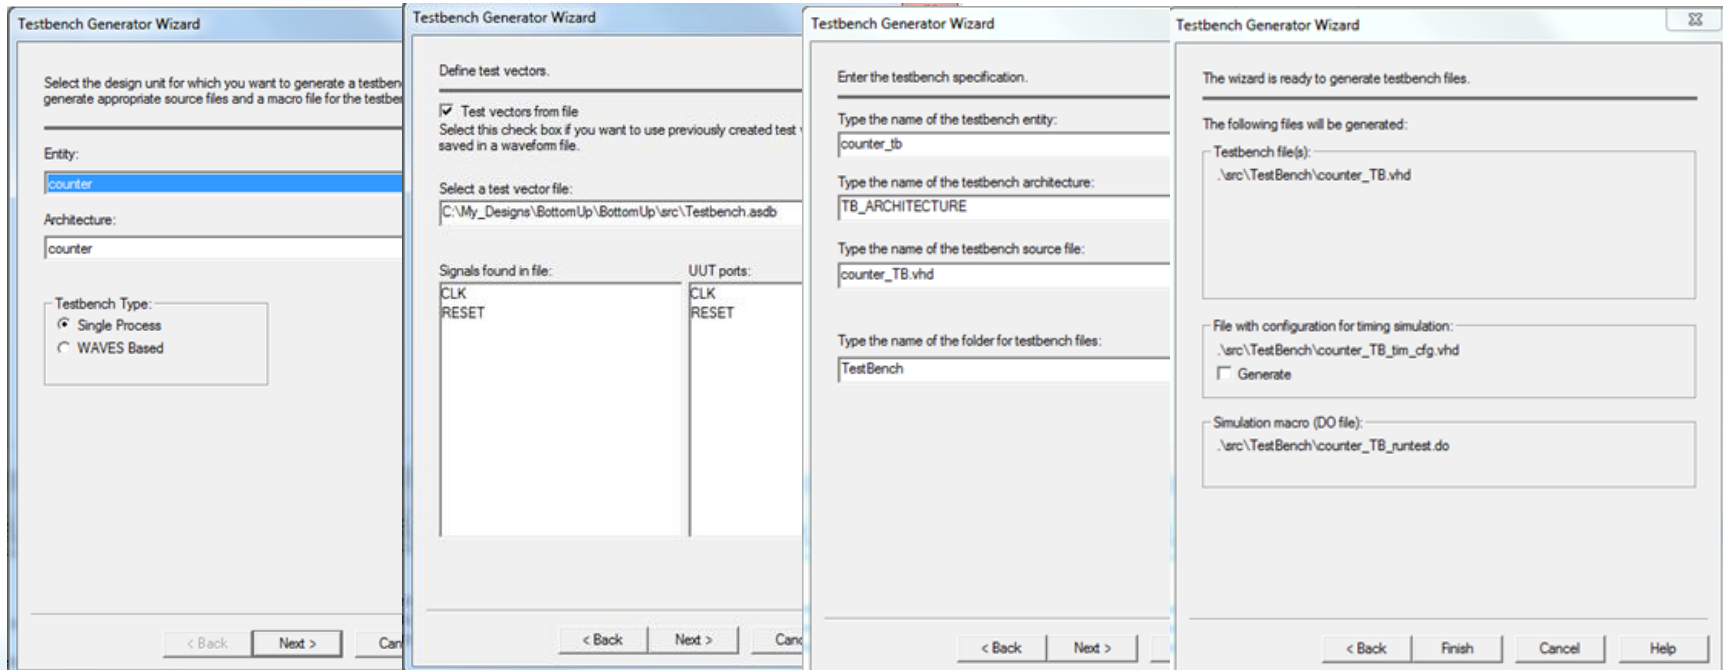 Testbench Generator Wizard
Select the design unit for which you want to generate a
generate appropriate source files and a macro file for the
Entity:
counter
Architecture:
counter
Testbench Type:
Single Process
WAVES Based
< Back
Next >
Testbench Generator Wizard
Define test vectors.
Test vectors from file
Select this check box if you want to use previously created test
saved in a waveform file.
Select a test vector file:
C:\My_Designs\BottomUp\BottomUp\src\Testbench.asdb
Signals found in file:
CLK
RESET
UUT ports:
CLK
RESET
< Back
Next >
Testbench Generator Wizard
Enter the testbench specification.
Type the name of the testbench entity:
counter_tb
Type the name of the testbench architecture:
TB_ARCHITECTURE
Type the name of the testbench source file:
counter_TB.vhd
Type the name of the folder for testbench files:
TestBench
< Back
Next >
Testbench Generator Wizard
The wizard is ready to generate testbench files.
The following files will be generated:
Testbench file(s):
.\src\TestBench\counter_TB.vhd
File with configuration for timing simulation:
.\src\TestBench\counter_TB_tim_cfg.vhd
Generate
Simulation macro (DO file):
.\src\TestBench\counter_TB_runtest.do
< Back
Finish
Cancel
Help